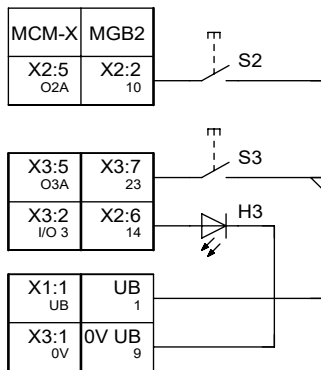 MCM-X MGB2
X2:5 X2:2 S2
O2A 10
X3:5 X3:7 S3
O3A 23
X3:2 X2:6 H3
I/O 3 14
X1:1 UB
UB 1
X3:1 0V UB
0V 9